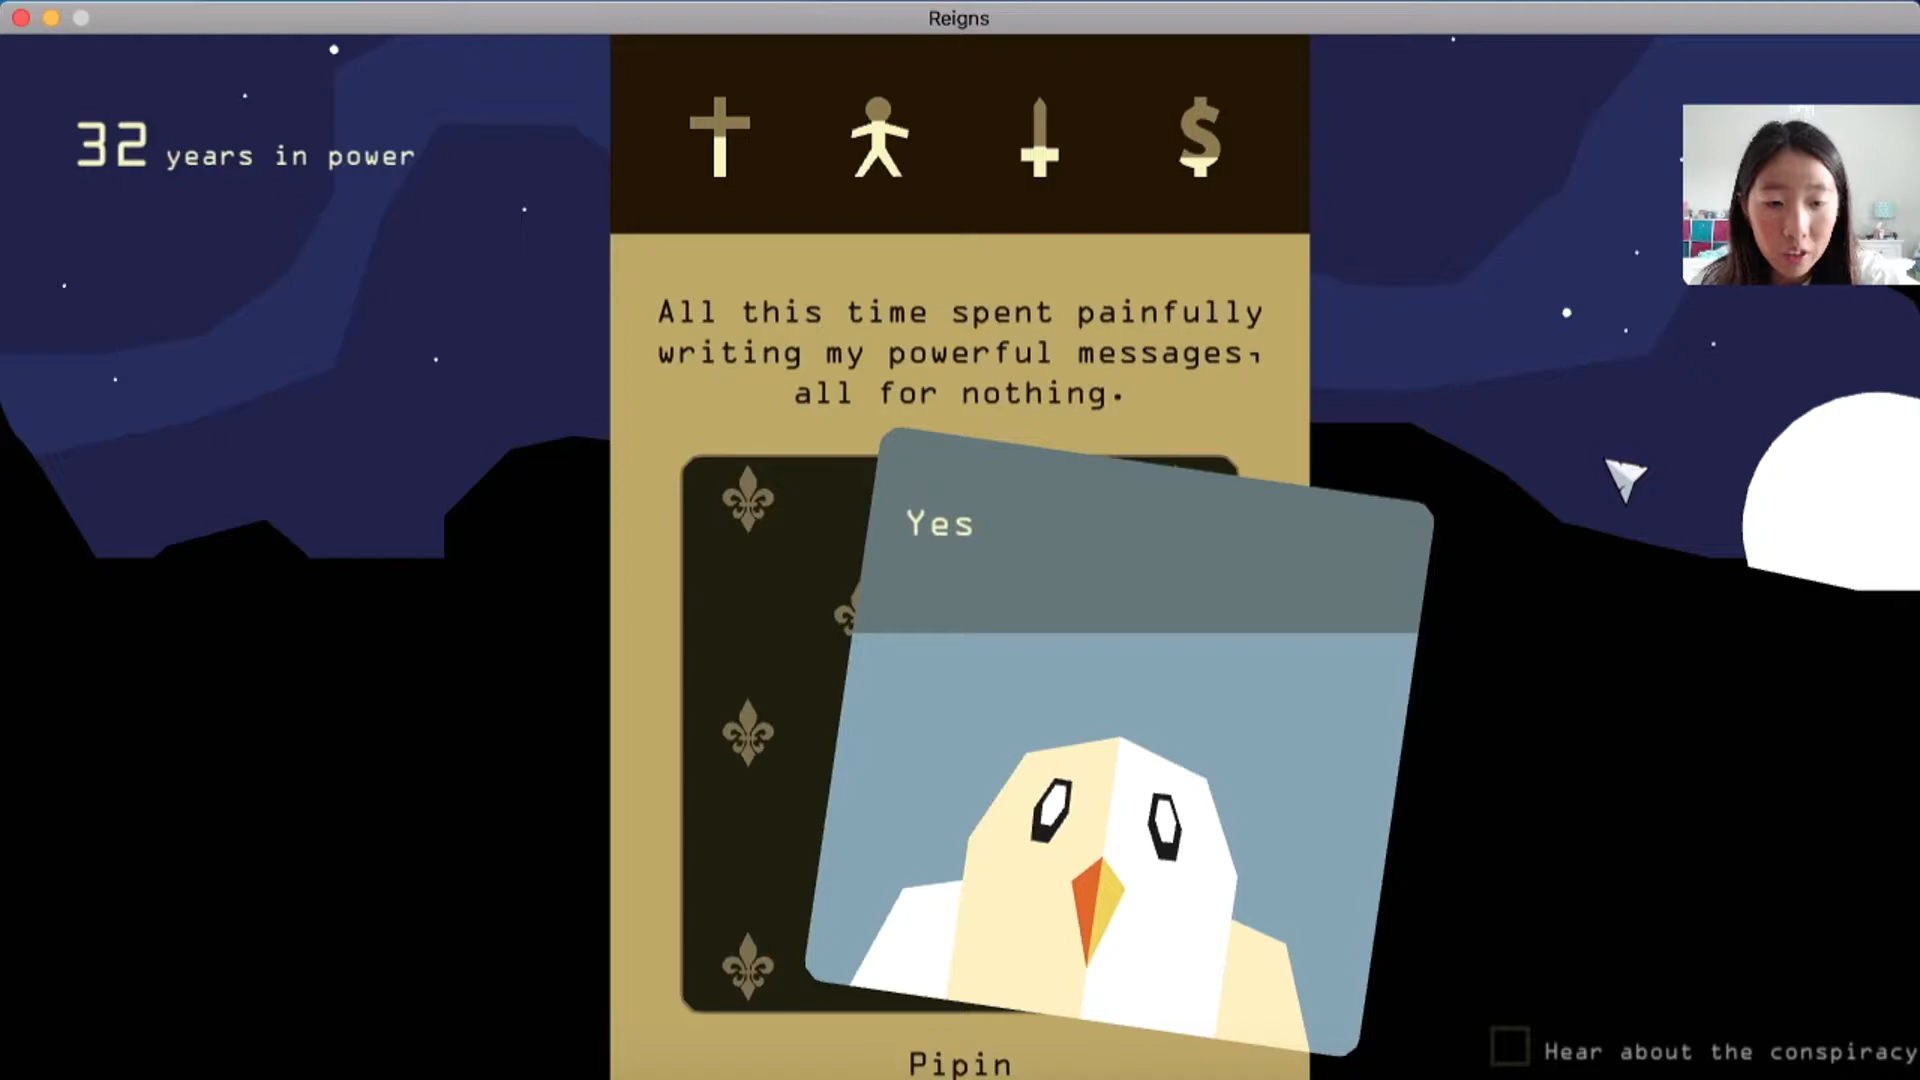 Reigns
32 years in power
All this time spent painfully
writing my powerful messages,
all for nothing.
Yes
Pipin
Hear about the conspiracy